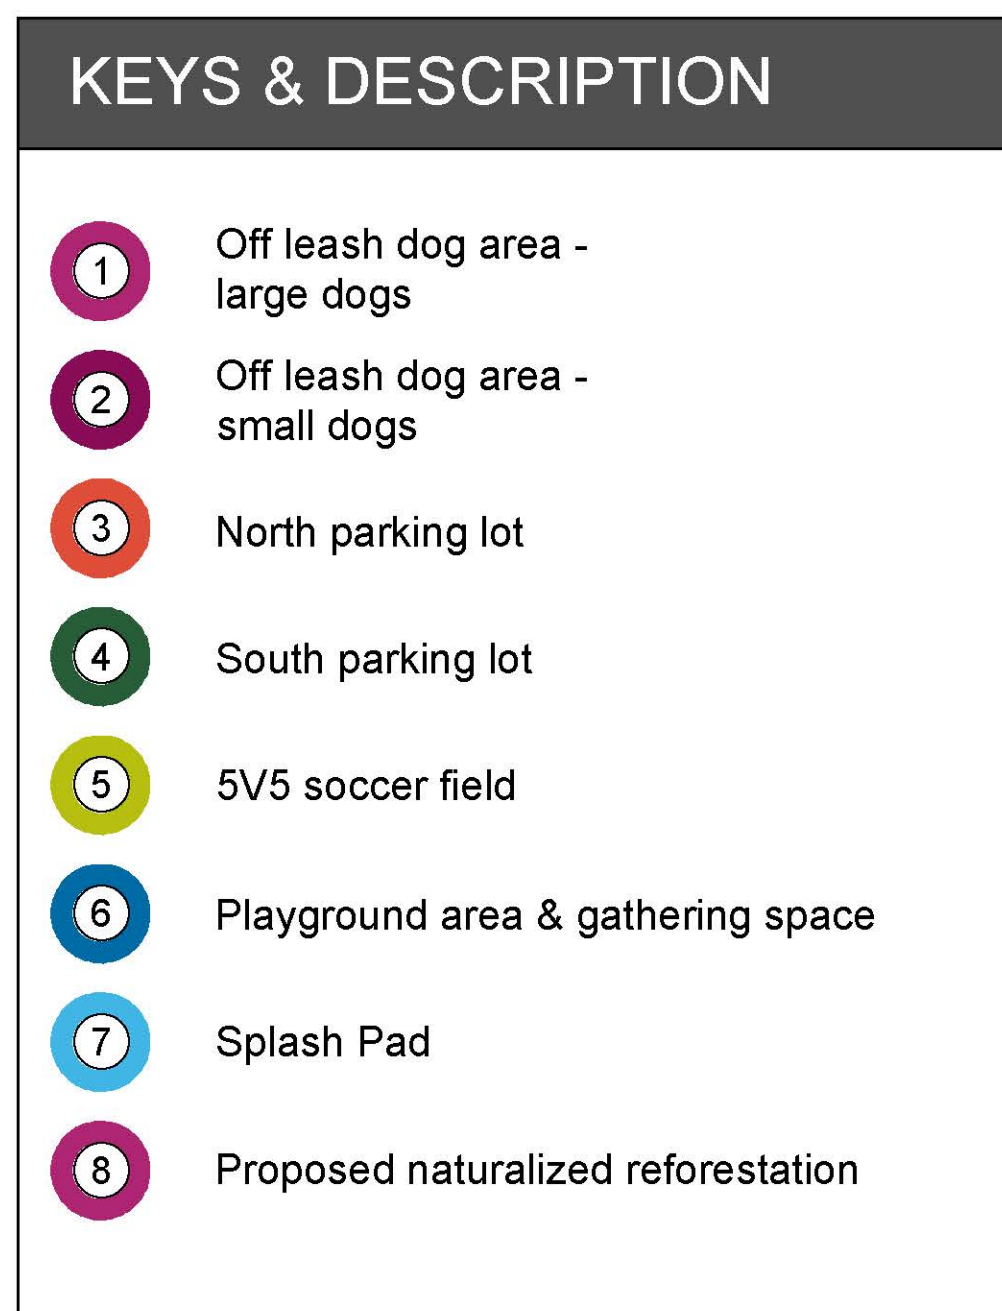 KEYS & DESCRIPTION
1 Off leash dog area -
large dogs
2 Off leash dog area -
small dogs
3 North parking lot
4 South parking lot
5 5V5 soccer field
6 Playground area & gathering space
7 Splash Pad
8 Proposed naturalized reforestation